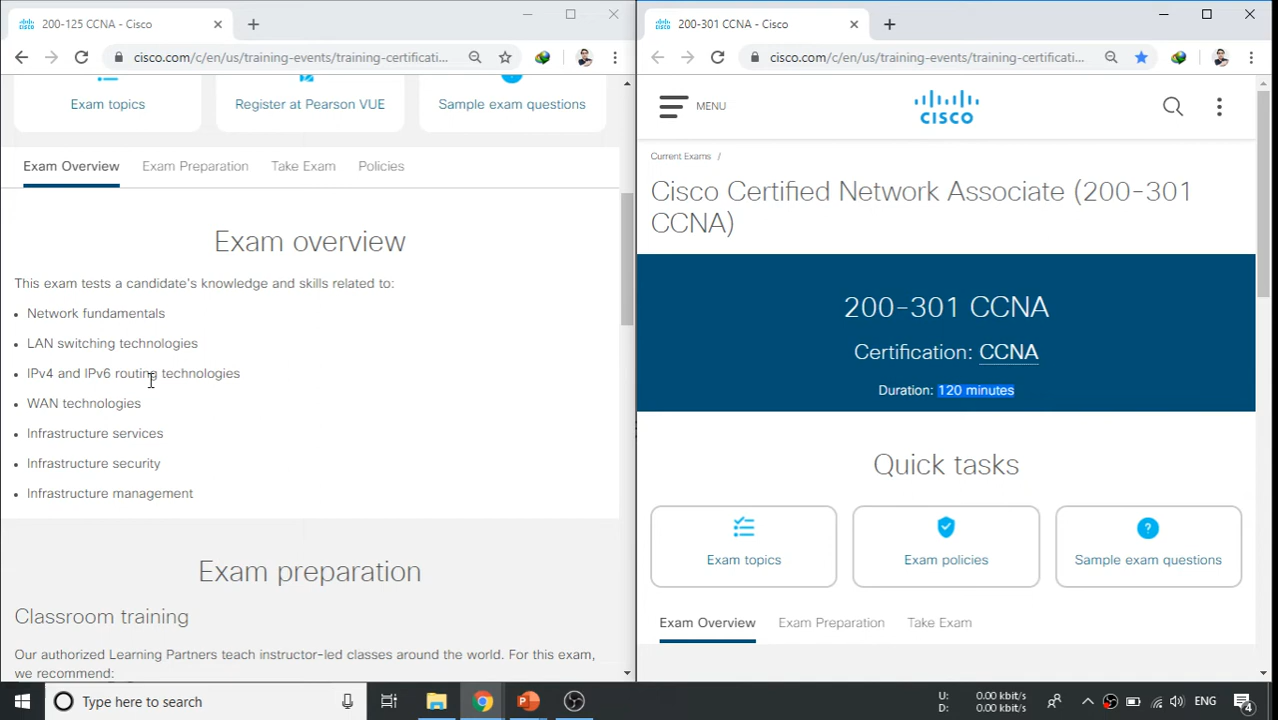 200-125 CCNA - Cisco
cisco.com/c/en/us/training-events/training-certificati...
Exam topics
Register at Pearson VUE
Sample exam questions
Exam Overview
Exam Preparation
Take Exam
Policies
Exam overview
This exam tests a candidate's knowledge and skills related to:
• Network fundamentals
• LAN switching technologies
• IPv4 and IPv6 routing technologies
• WAN technologies
• Infrastructure services
• Infrastructure security
• Infrastructure management
Exam preparation
Classroom training
Our authorized Learning Partners teach instructor-led classes around the world. For this exam,
we recommend:
200-301 CCNA - Cisco
cisco.com/c/en/us/training-events/training-certificati...
MENU
CISCO
Current Exams /
Cisco Certified Network Associate (200-301
CCNA)
200-301 CCNA
Certification: CCNA
Duration: 120 minutes
Quick tasks
Exam topics
Exam policies
Sample exam questions
Exam Overview
Exam Preparation
Take Exam
Type here to search
U: 0.00 kbit/s
D: 0.00 kbit/s
ENG
4